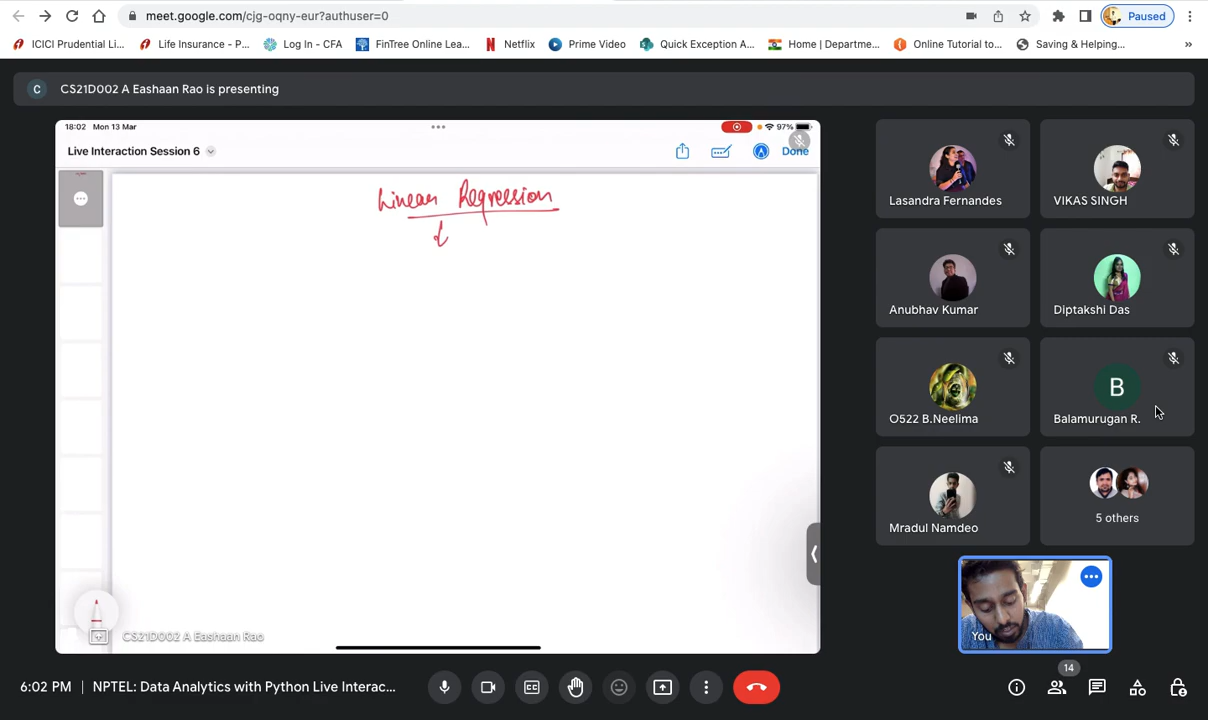 meet.google.com/cjg-oqny-eur?authuser=0
Paused
ICICI Prudential Li...
Life Insurance - P...
Log In - CFA
FinTree Online Lea...
Netflix
Prime Video
Quick Exception A...
Home | Departme...
Online Tutorial to...
Saving & Helping...
»
C
CS21D002 A Eashaan Rao is presenting
18:02 Mon 13 Mar
97%
Live Interaction Session 6
Done
Linear Regression
CS21D002 A Eashaan Rao
Lasandra Fernandes
VIKAS SINGH
Anubhav Kumar
Diptakshi Das
O522 B.Neelima
B
Balamurugan R.
Mradul Namdeo
5 others
You
6:02 PM | NPTEL: Data Analytics with Python Live Interac...
14